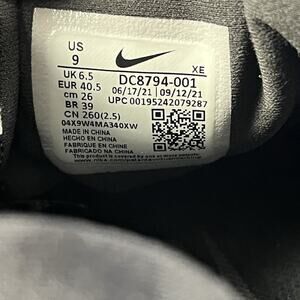 US
9
XE
UK 6.5
DC8794-001
EUR 40.5
06/17/21
09/12/21
cm 26
UPC 00195242079287
BR 39
CN 260(2.5)
04X9W4MA340XW
MADE IN CHINA
HECHO EN CHINA
FABRIQUE EN CHINE
FABRICADO EM CHINA